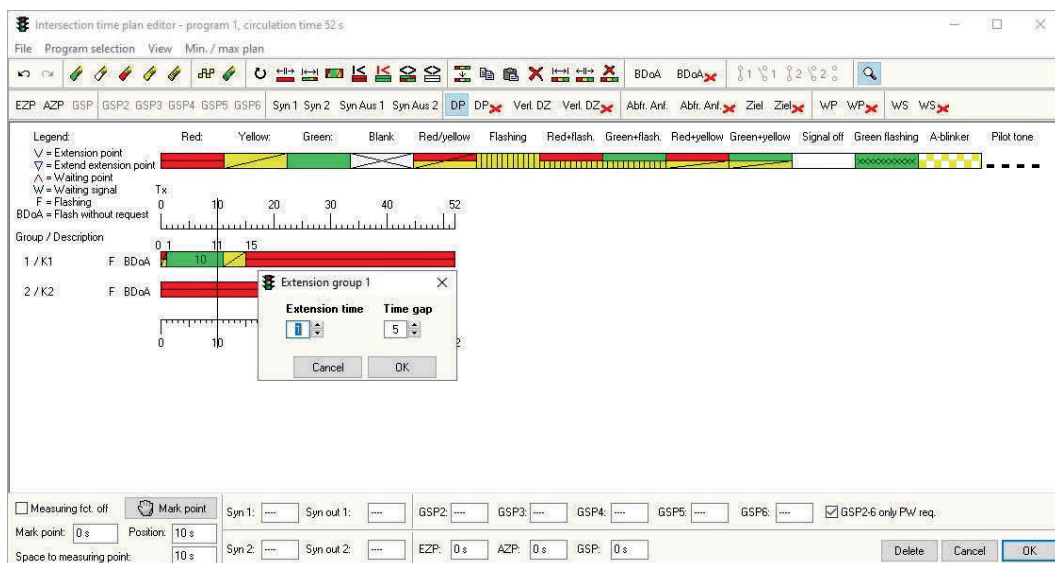 Intersection time plan editor - program 1, circulation time 52 s
File Program selection View Min. / max plan
BDoA BDoA 1 1 2 2
EZP AZP GSP GSP2 GSP3 GSP4 GSP5 GSP6 Syn 1 Syn 2 Syn Aus 1 Syn Aus 2 DP DP Verl. DZ Verl. DZ Abfr. Anf. Abfr. Anf. Ziel Ziel WP WP WS WS
Legend: Red: Yellow: Green: Blank Red/yellow Flashing Red+flash. Green+flash. Red+yellow Green+yellow Signal off Green flashing A-blinker Pilot tone
V = Extension point
∇ = Extend extension point
Λ = Waiting point
W = Waiting signal Tx
F = Flashing 0 10 20 30 40 52
BDoA = Flash without request
Group / Description
0 1 11 15
1 / K1 F BDoA 10
Extension group 1
2 / K2 F BDoA
Extension time Time gap
1 5
0 10 2
Cancel OK
Measuring fct. off Mark point Syn 1: ---- Syn out 1: ---- GSP2: ---- GSP3: ---- GSP4: ---- GSP5: ---- GSP6: ---- GSP2-6 only PW req.
Mark point: 0 s Position: 10 s
Space to measuring point: 10 s Syn 2: ---- Syn out 2: ---- EZP: 0 s AZP: 0 s GSP: 0 s Delete Cancel OK